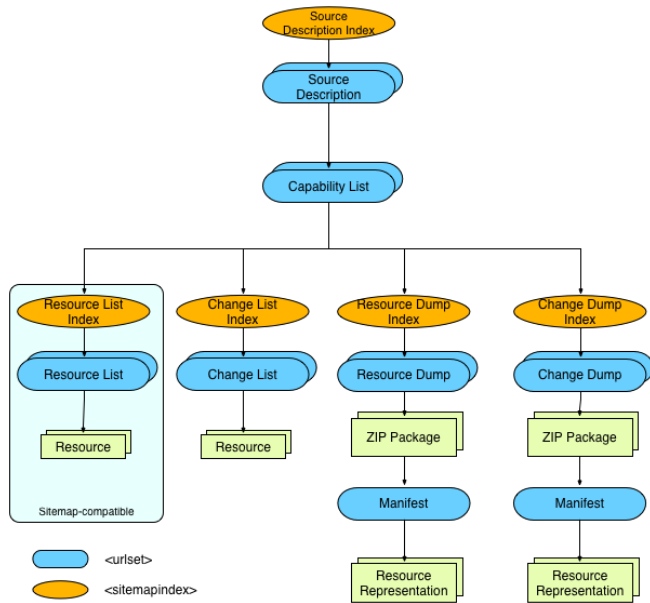 Source
Description Index
Source
Description
Capability List
Resource List
Index
Change List
Index
Resource Dump
Index
Change Dump
Index
Resource List
Change List
Resource Dump
Change Dump
Resource
Resource
ZIP Package
ZIP Package
Sitemap-compatible
Manifest
Manifest
<urlset>
<sitemapindex>
Resource
Representation
Resource
Representation